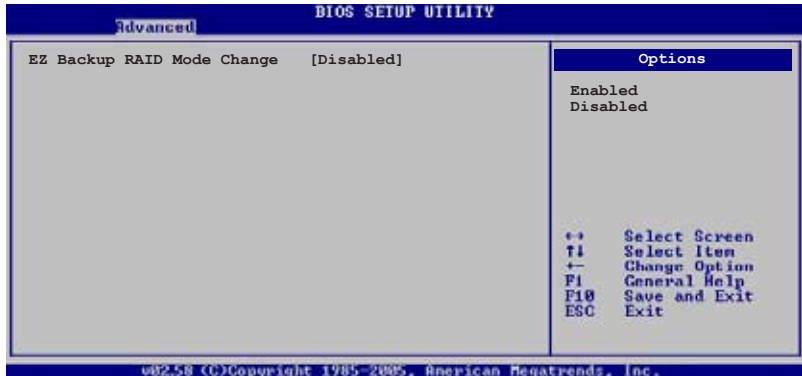 BIOS SETUP UTILITY
Advanced
EZ Backup RAID Mode Change [Disabled]
Options
Enabled
Disabled
←→ Select Screen
↑↓ Select Item
+- Change Option
F1 General Help
F10 Save and Exit
ESC Exit
v02.58 (C)Copyright 1985-2005, American Megatrends, Inc.